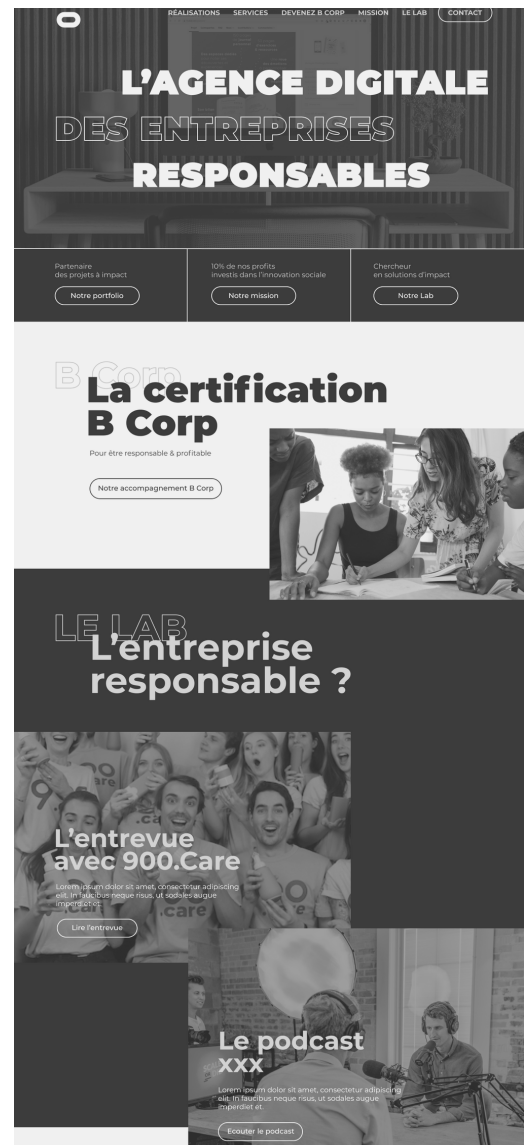 RÉALISATIONS SERVICES DEVENEZ B CORP MISSION LE LAB CONTACT
L'AGENCE DIGITALE
DES ENTREPRISES
RESPONSABLES
Partenaire
des projets à impact
Notre portfolio
10% de nos profits
investis dans l'innovation sociale
Notre mission
Chercheur
en solutions d'impact
Notre Lab
B Corp
La certification
B Corp
Pour être responsable & profitable
Notre accompagnement B Corp
LE LAB
L'entreprise
responsable ?
L'entrevue
avec 900.Care
Lorem ipsum dolor sit amet, consectetur adipiscing
elit. In faucibus neque risus, ut sodales augue
imperdiet et.
Lire l'entrevue
Le podcast
xxx
Lorem ipsum dolor sit amet, consectetur adipiscing
elit. In faucibus neque risus, ut sodales augue
imperdiet et.
Ecouter le podcast